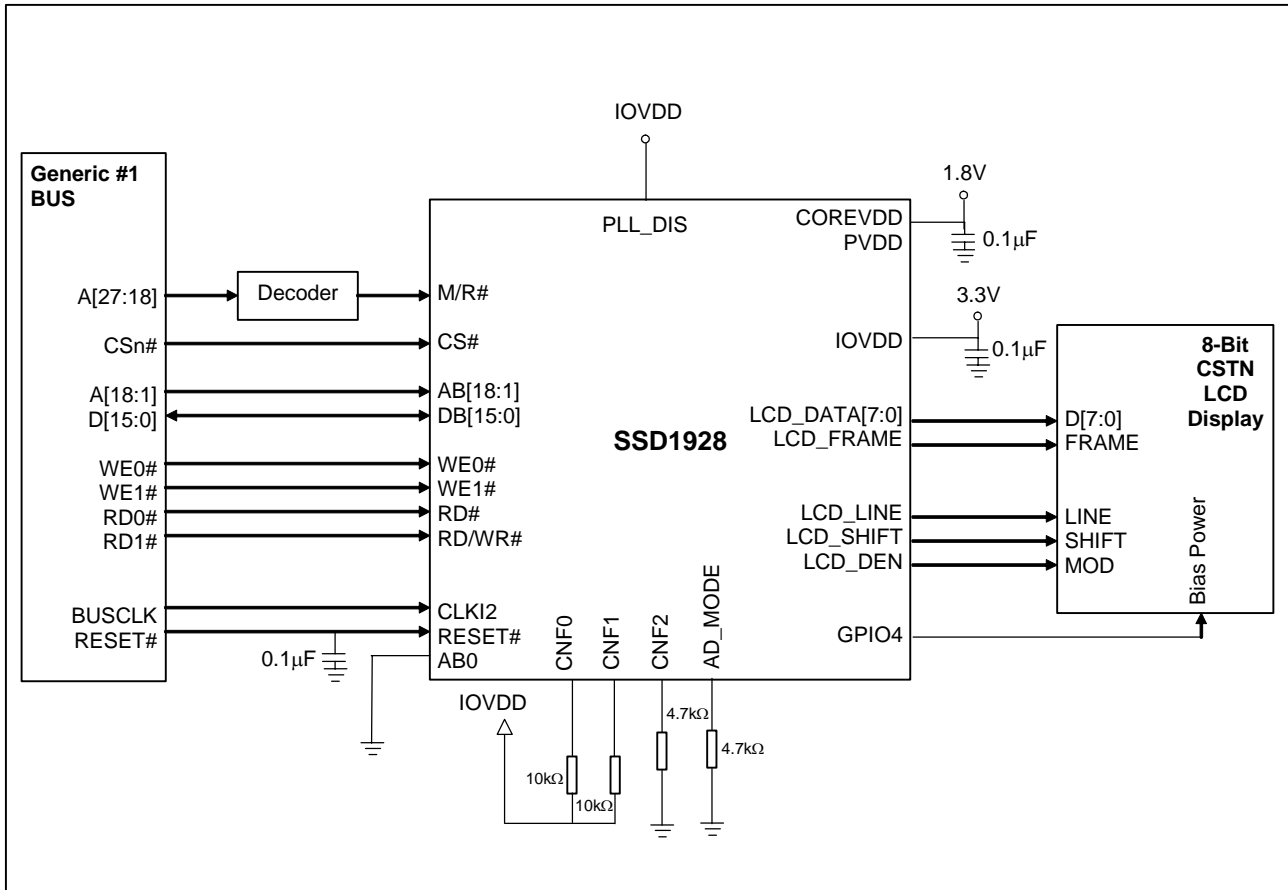 IOVDD
Generic #1
BUS
A[27:18]
CSn#
A[18:1]
D[15:0]
WE0#
WE1#
RD0#
RD1#
BUSCLK
RESET#
Decoder
0.1μF
PLL_DIS
M/R#
CS#
AB[18:1]
DB[15:0]
WE0#
WE1#
RD#
RD/WR#
CLKI2
RESET#
AB0
SSD1928
COREVDD
PVDD
IOVDD
LCD_DATA[7:0]
LCD_FRAME
LCD_LINE
LCD_SHIFT
LCD_DEN
GPIO4
CNF0
CNF1
CNF2
AD_MODE
1.8V
0.1μF
3.3V
0.1μF
8-Bit
CSTN
LCD
Display
D[7:0]
FRAME
LINE
SHIFT
MOD
Bias Power
IOVDD
10kΩ
10kΩ
4.7kΩ
4.7kΩ